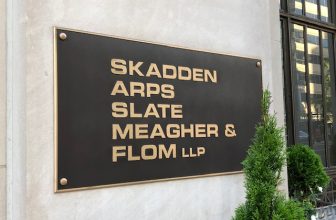 SKADDEN
ARPS
SLATE
MEAGHER &
FLOM LLP